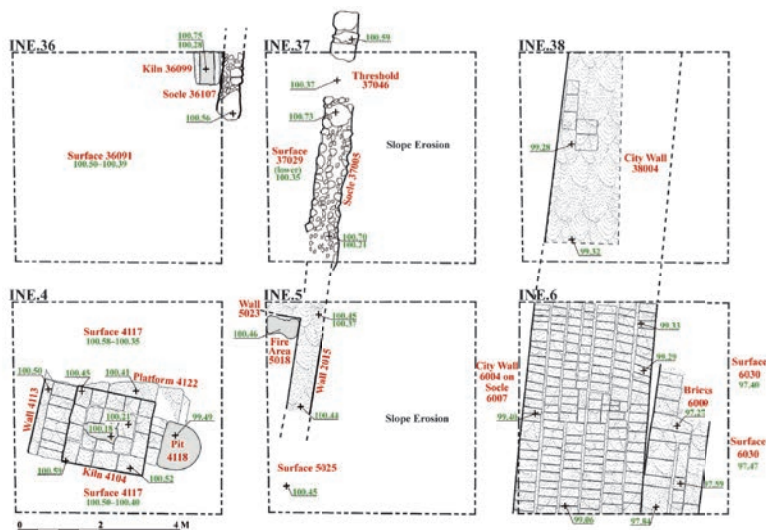 INE.36
100.75
100.28
Kiln 36099
Socle 36107
100.56
Surface 36091
100.50–100.39
INE.37
100.59
100.37
Threshold
37046
100.73
Surface
37029
(lower)
100.35
Socle 37005
Slope Erosion
100.70
100.21
INE.38
99.28
City Wall
38004
99.32
INE.4
Surface 4117
100.58–100.35
100.50
100.45
100.41
Platform 4122
Wall 4113
100.21
100.18
99.49
Pit
4118
100.59
Kiln 4104
100.52
Surface 4117
100.50–100.40
INE.5
Wall
5023
100.45
100.37
100.46
Fire
Area
5018
Wall 2015
100.44
Slope Erosion
Surface 5025
100.45
INE.6
99.33
99.29
City Wall
6004 on
Socle
6007
Surface
6030
97.40
Bricks
6000
97.27
99.40
Surface
6030
97.47
97.99
99.06
97.84
0 2 4 M